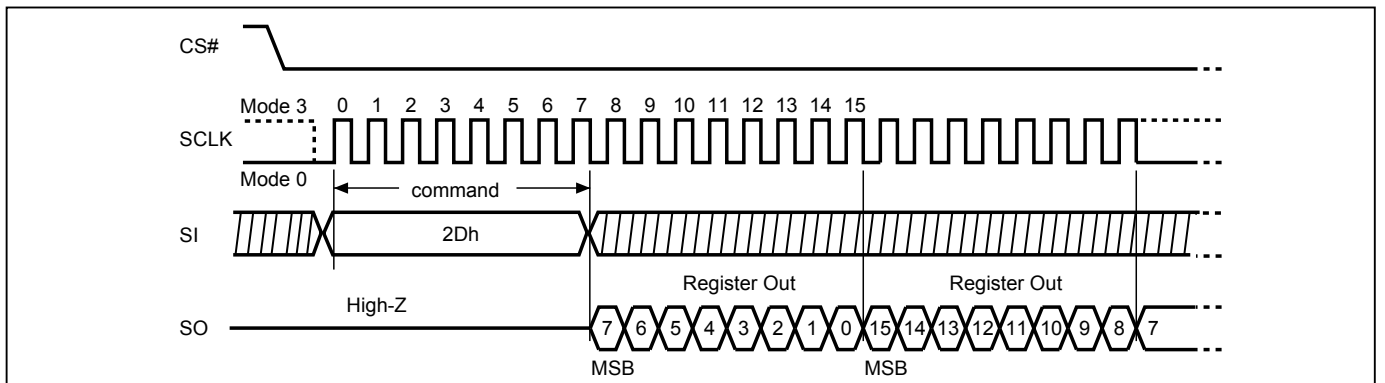 CS#
Mode 3 0 1 2 3 4 5 6 7 8 9 10 11 12 13 14 15
SCLK
Mode 0
command
SI 2Dh
Register Out Register Out
High-Z
SO 7 6 5 4 3 2 1 0 15 14 13 12 11 10 9 8 7
MSB MSB